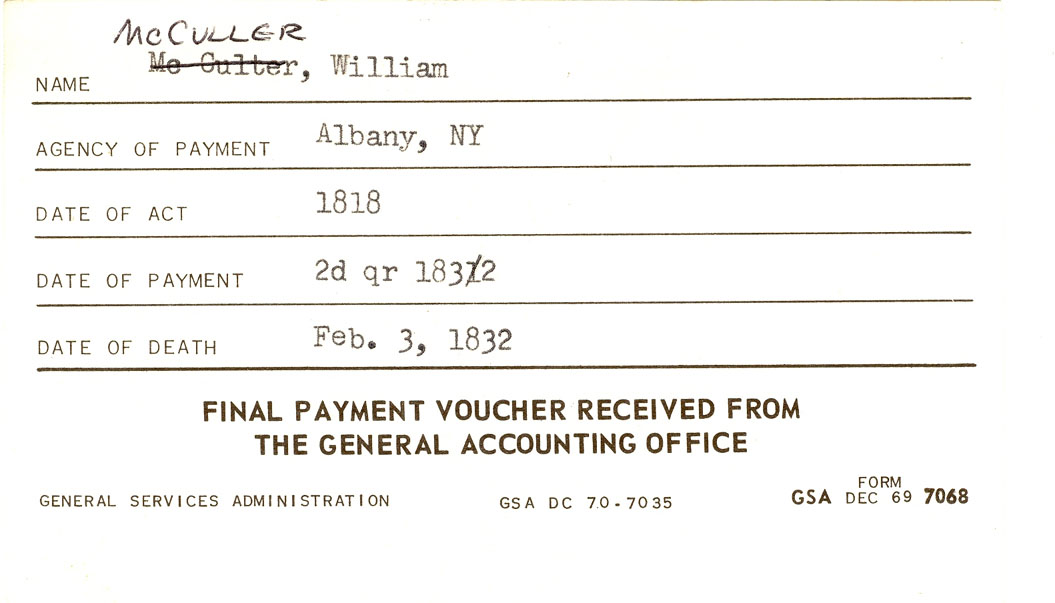 McCULLER
NAME Mc Culter, William
AGENCY OF PAYMENT Albany, NY
DATE OF ACT 1818
DATE OF PAYMENT 2d qr 18312
DATE OF DEATH Feb. 3, 1832
FINAL PAYMENT VOUCHER RECEIVED FROM
THE GENERAL ACCOUNTING OFFICE
GENERAL SERVICES ADMINISTRATION GSA DC 70-7035 GSA FORM DEC 69 7068